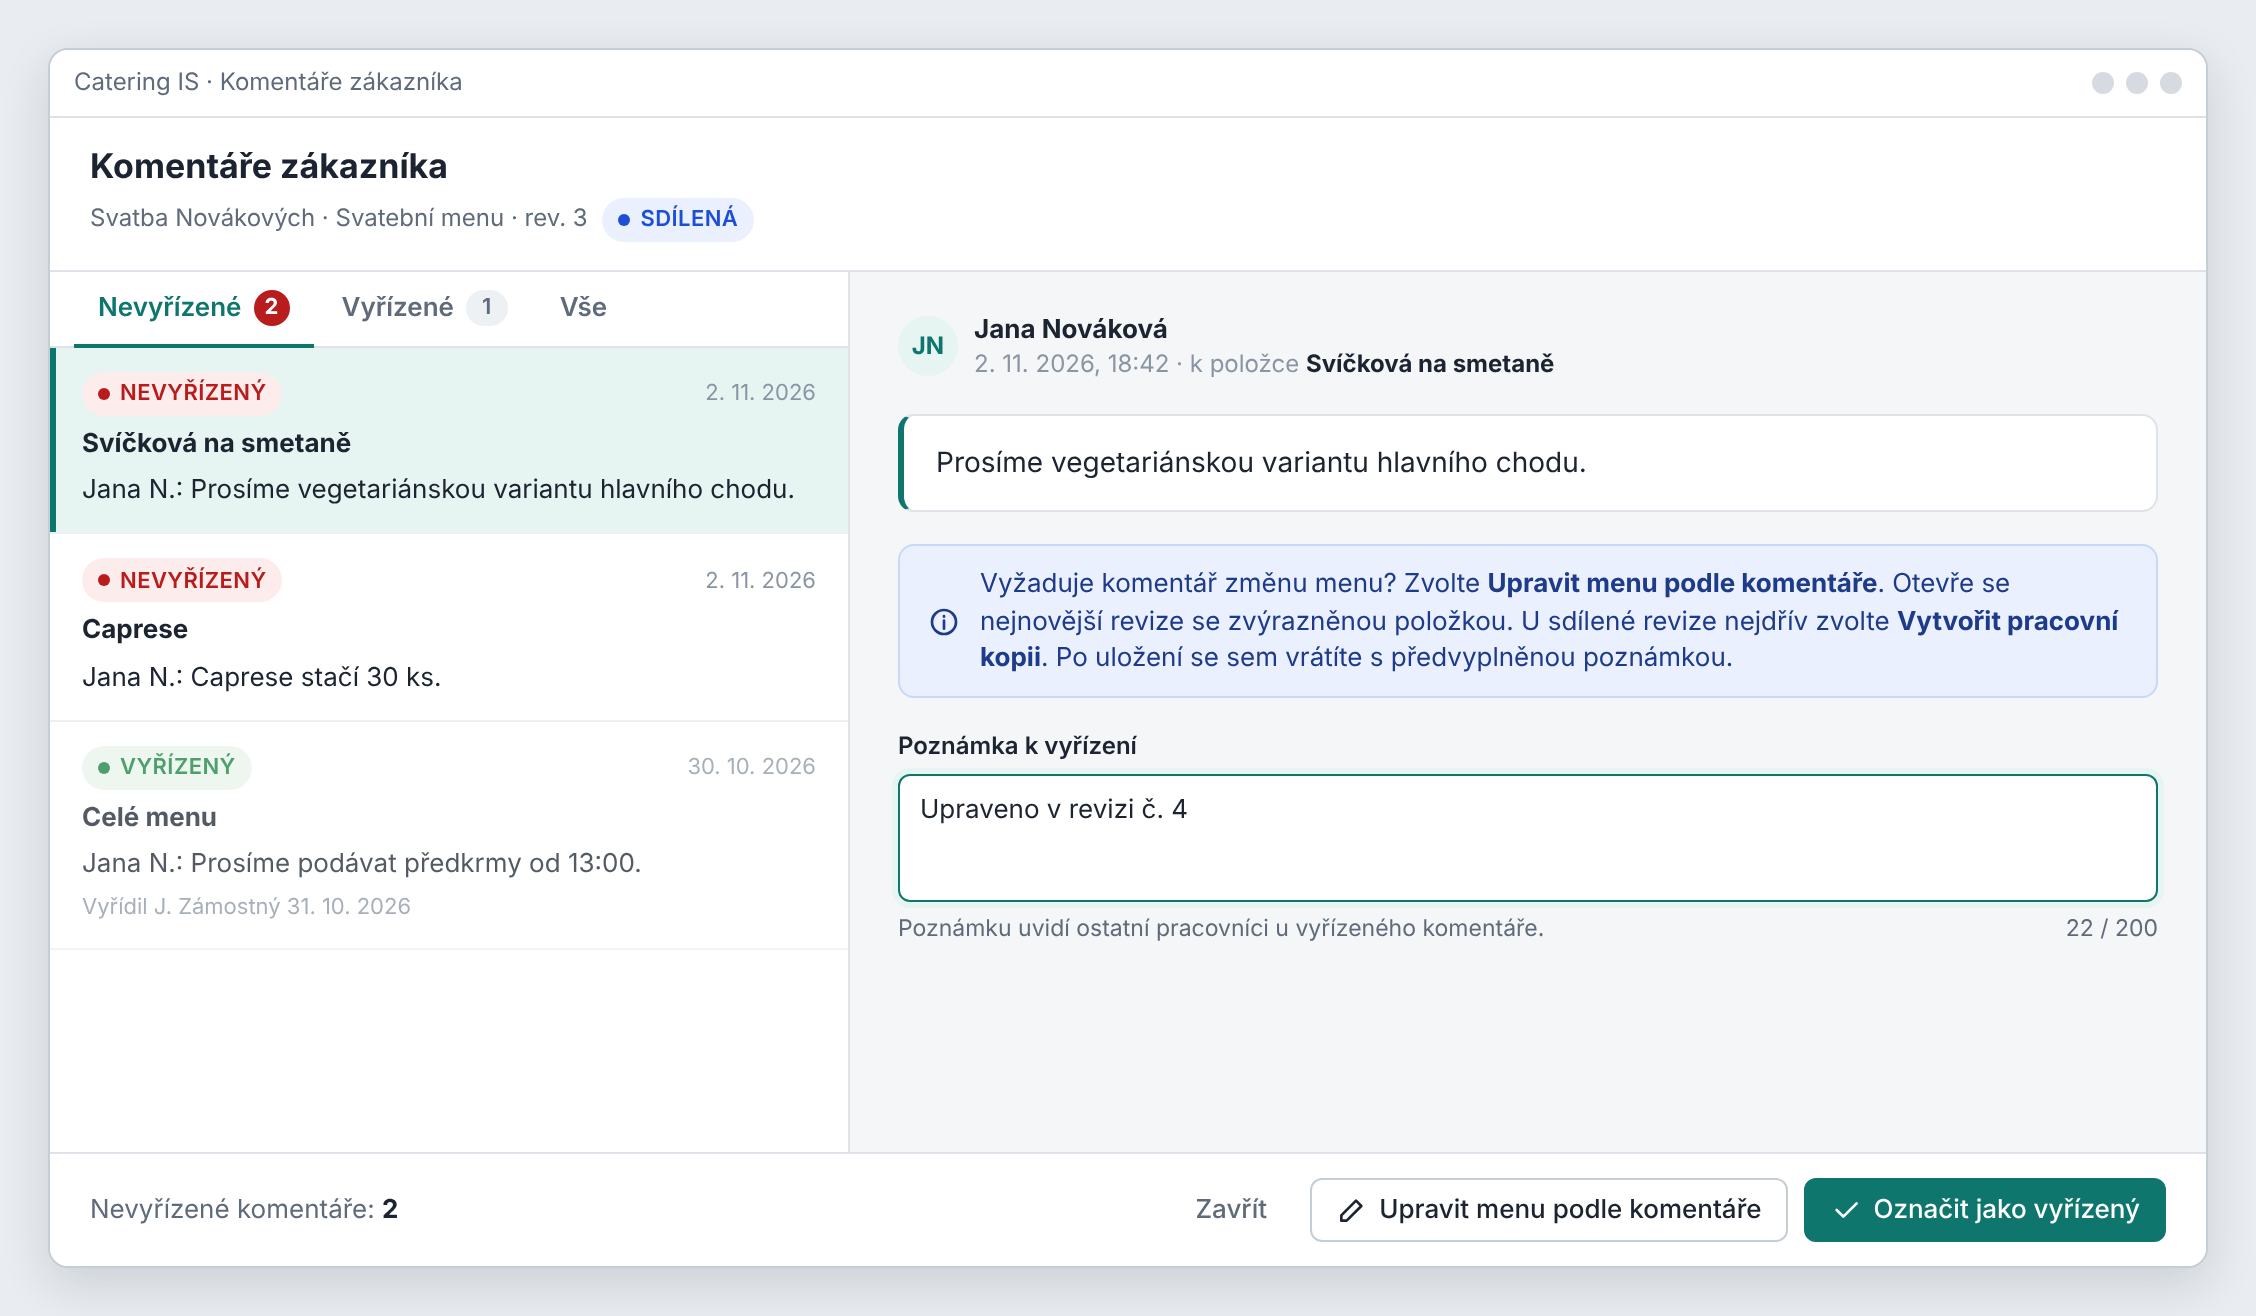 Catering IS · Komentáře zákazníka
Komentáře zákazníka
Svatba Novákových · Svatební menu · rev. 3 SDÍLENÁ
Nevyřízené 2 Vyřízené 1 Vše
NEVYŘÍZENÝ 2. 11. 2026
Svíčková na smetaně
Jana N.: Prosíme vegetariánskou variantu hlavního chodu.
NEVYŘÍZENÝ 2. 11. 2026
Caprese
Jana N.: Caprese stačí 30 ks.
VYŘÍZENÝ 30. 10. 2026
Celé menu
Jana N.: Prosíme podávat předkrmy od 13:00.
Vyřídil J. Zámostný 31. 10. 2026
JN
Jana Nováková
2. 11. 2026, 18:42 · k položce Svíčková na smetaně
Prosíme vegetariánskou variantu hlavního chodu.
Vyžaduje komentář změnu menu? Zvolte Upravit menu podle komentáře. Otevře se
nejnovější revize se zvýrazněnou položkou. U sdílené revize nejdřív zvolte Vytvořit pracovní
kopii. Po uložení se sem vrátíte s předvyplněnou poznámkou.
Poznámka k vyřízení
Upraveno v revizi č. 4
Poznámku uvidí ostatní pracovníci u vyřízeného komentáře. 22 / 200
Nevyřízené komentáře: 2
Zavřít Upravit menu podle komentáře Označit jako vyřízený